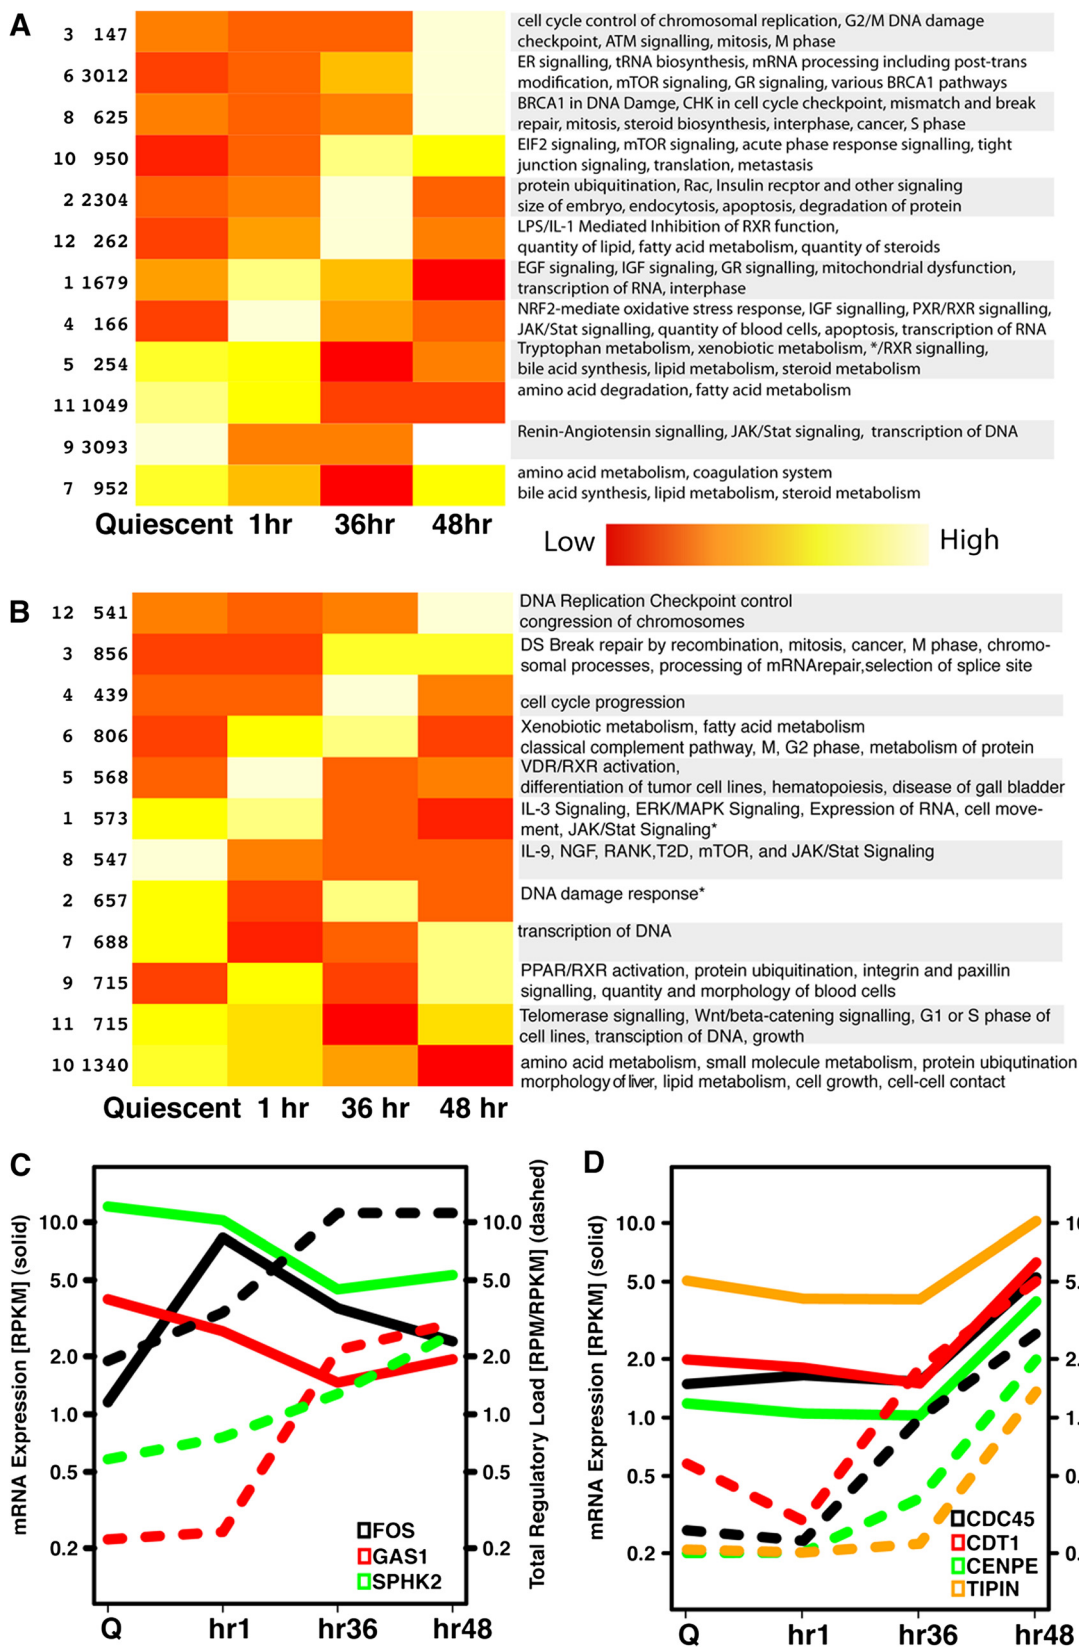 A
3 147 cell cycle control of chromosomal replication, G2/M DNA damage
checkpoint, ATM signalling, mitosis, M phase
6 3012 ER signalling, tRNA biosynthesis, mRNA processing including post-trans
modification, mTOR signaling, GR signaling, various BRCA1 pathways
8 625 BRCA1 in DNA Damge, CHK in cell cycle checkpoint, mismatch and break
repair, mitosis, steroid biosynthesis, interphase, cancer, S phase
10 950 EIF2 signaling, mTOR signaling, acute phase response signalling, tight
junction signaling, translation, metastasis
2 2304 protein ubiquitination, Rac, Insulin recptor and other signaling
size of embryo, endocytosis, apoptosis, degradation of protein
12 262 LPS/IL-1 Mediated Inhibition of RXR function,
quantity of lipid, fatty acid metabolism, quantity of steroids
1 1679 EGF signaling, IGF signaling, GR signalling, mitochondrial dysfunction,
transcription of RNA, interphase
4 166 NRF2-mediate oxidative stress response, IGF signalling, PXR/RXR signalling,
JAK/Stat signalling, quantity of blood cells, apoptosis, transcription of RNA
5 254 Tryptophan metabolism, xenobiotic metabolism, */RXR signalling,
bile acid synthesis, lipid metabolism, steroid metabolism
11 1049 amino acid degradation, fatty acid metabolism
9 3093 Renin-Angiotensin signalling, JAK/Stat signaling, transcription of DNA
7 952 amino acid metabolism, coagulation system
bile acid synthesis, lipid metabolism, steroid metabolism
Quiescent 1hr 36hr 48hr
Low High
B
12 541 DNA Replication Checkpoint control
congression of chromosomes
3 856 DS Break repair by recombination, mitosis, cancer, M phase, chromo-
somal processes, processing of mRNArepair,selection of splice site
4 439 cell cycle progression
6 806 Xenobiotic metabolism, fatty acid metabolism
classical complement pathway, M, G2 phase, metabolism of protein
5 568 VDR/RXR activation,
differentiation of tumor cell lines, hematopoiesis, disease of gall bladder
1 573 IL-3 Signaling, ERK/MAPK Signaling, Expression of RNA, cell move-
ment, JAK/Stat Signaling*
8 547 IL-9, NGF, RANK,T2D, mTOR, and JAK/Stat Signaling
2 657 DNA damage response*
7 688 transcription of DNA
9 715 PPAR/RXR activation, protein ubiquitination, integrin and paxillin
signalling, quantity and morphology of blood cells
11 715 Telomerase signalling, Wnt/beta-catening signalling, G1 or S phase of
cell lines, transciption of DNA, growth
10 1340 amino acid metabolism, small molecule metabolism, protein ubiqutination
morphology of liver, lipid metabolism, cell growth, cell-cell contact
Quiescent 1 hr 36 hr 48 hr
C
mRNA Expression [RPKM] (solid)
10.0
5.0
2.0
1.0
0.5
0.2
10.0
5.0
2.0
1.0
0.5
0.2
Total Regulatory Load [RPM/RPKM] (dashed)
FOS
GAS1
SPHK2
Q hr1 hr36 hr48
D
mRNA Expression [RPKM] (solid)
10.0
5.0
2.0
1.0
0.5
0.2
10
5.
2.
1.
0.
0.
CDC45
CDT1
CENPE
TIPIN
Q hr1 hr36 hr48